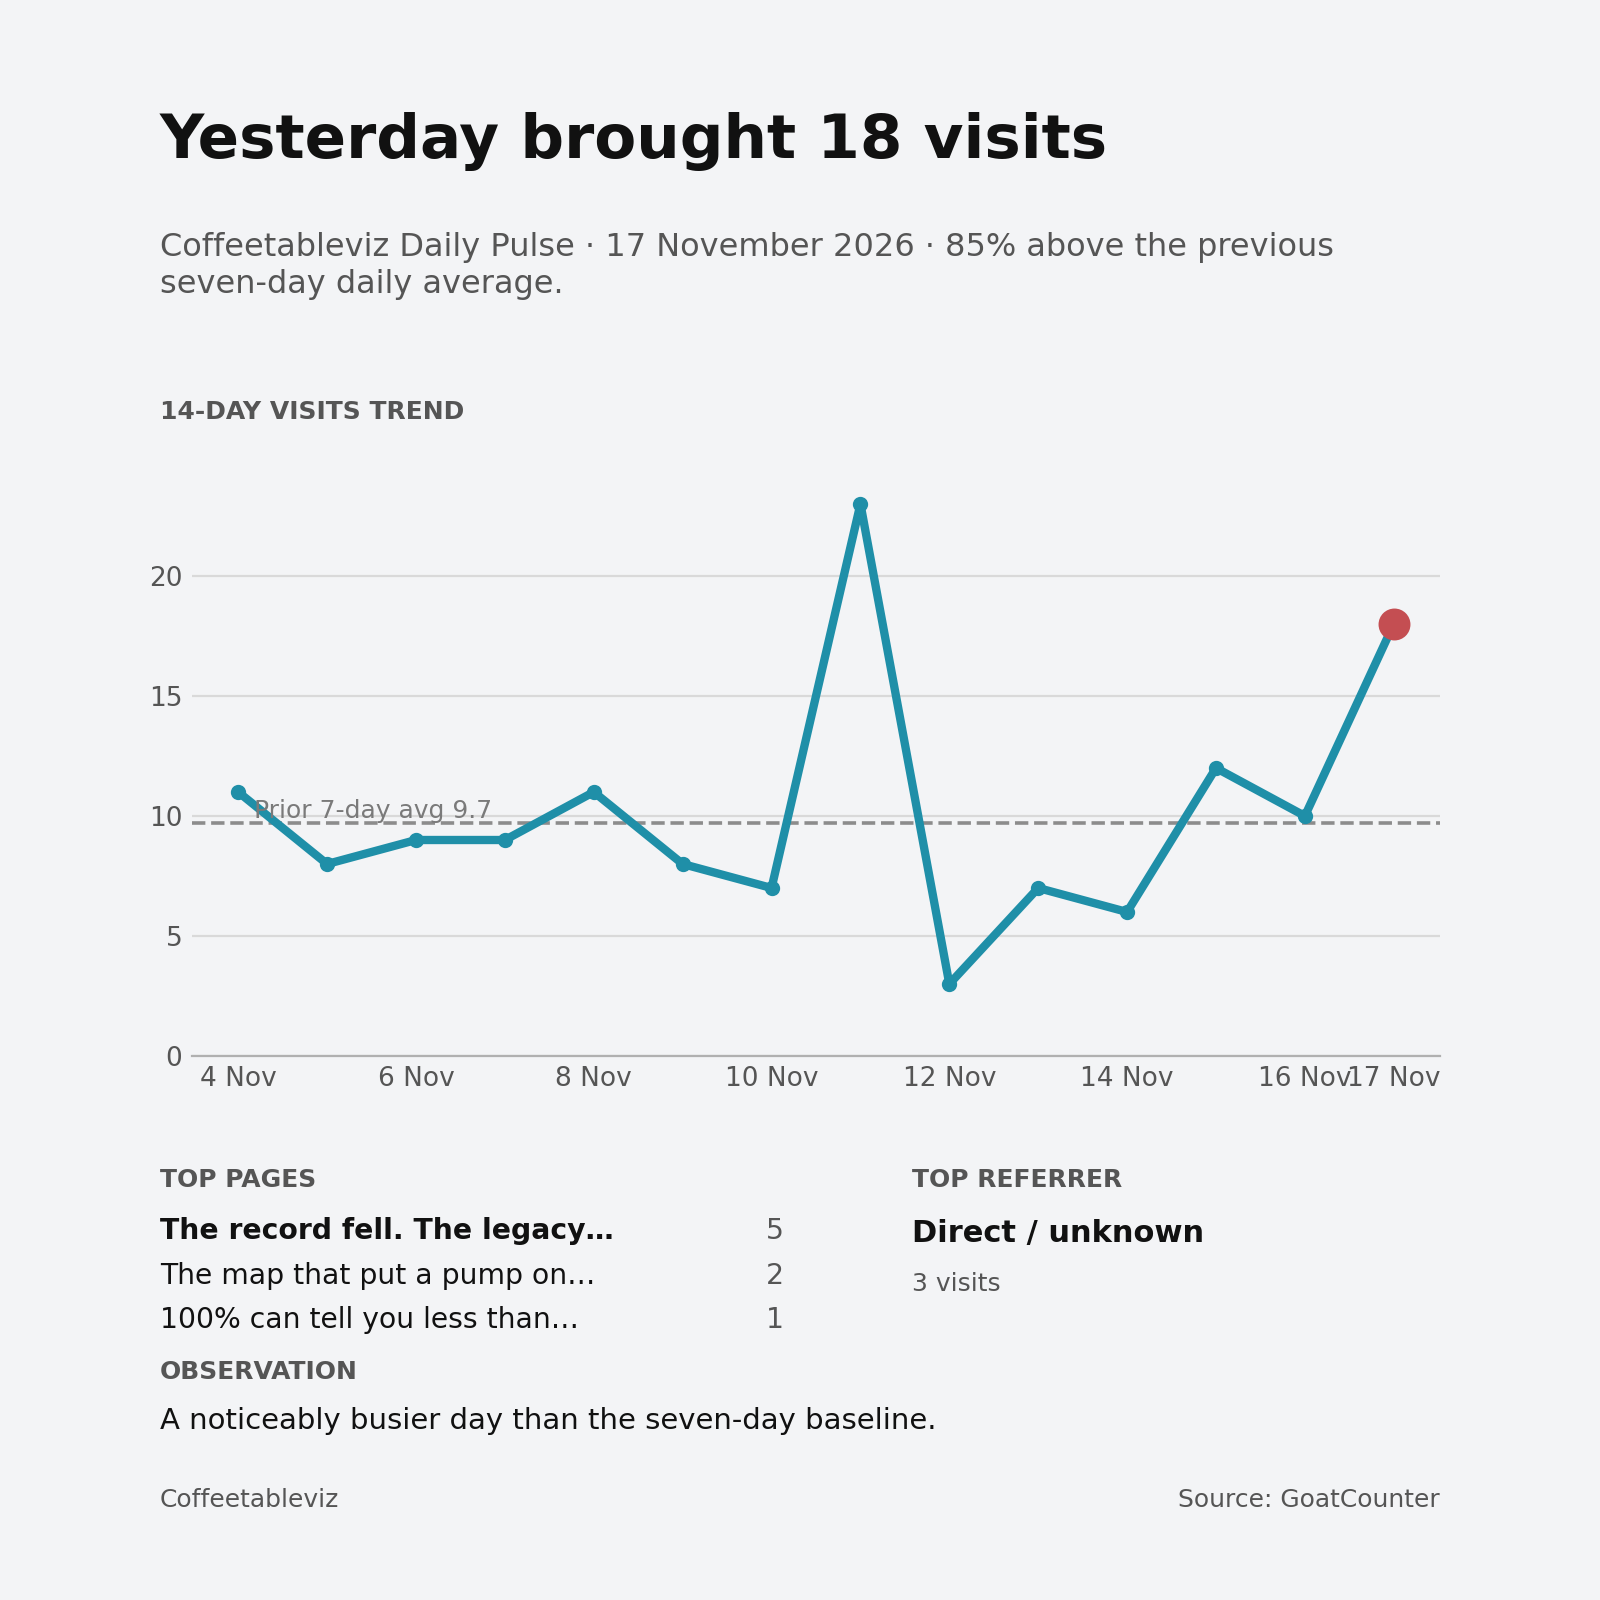 Yesterday brought 18 visits
Coffeetableviz Daily Pulse · 17 November 2026 · 85% above the previous
seven-day daily average.
14-DAY VISITS TREND
20
15
10
5
0
Prior 7-day avg 9.7
4 Nov 6 Nov 8 Nov 10 Nov 12 Nov 14 Nov 16 Nov 17 Nov
TOP PAGES
The record fell. The legacy… 5
The map that put a pump on… 2
100% can tell you less than… 1
TOP REFERRER
Direct / unknown
3 visits
OBSERVATION
A noticeably busier day than the seven-day baseline.
Coffeetableviz
Source: GoatCounter